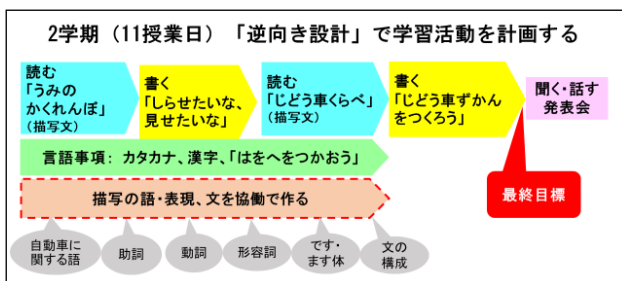 2学期（11授業日）「逆向き設計」で学習活動を計画する
読む
「うみの
かくれんぼ」
（描写文）
書く
「しらせたいな、
見せたいな」
読む
「じどう車くらべ」
（描写文）
書く
「じどう車ずかん
をつくろう」
聞く・話す
発表会
言語事項： カタカナ、漢字、「はをへをつかおう」
最終目標
描写の語・表現、文を協働で作る
自動車に
関する語
助詞
動詞
形容詞
です・
ます体
文の
構成